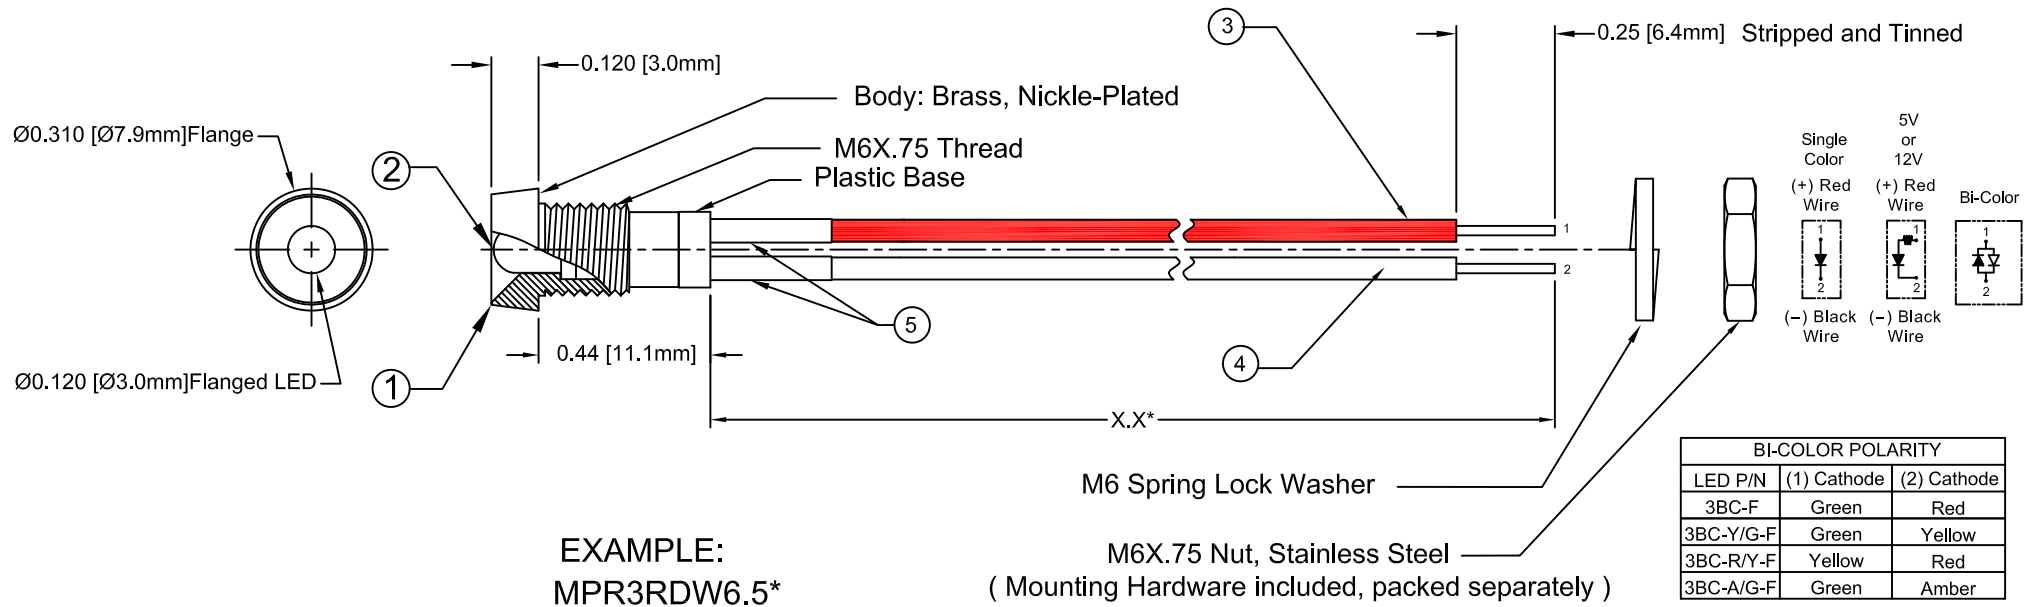 3
0.25 [6.4mm] Stripped and Tinned
0.120 [3.0mm]
Body: Brass, Nickle-Plated
Ø0.310 [Ø7.9mm]Flange
M6X.75 Thread
2
Plastic Base
1
2
5
0.44 [11.1mm]
4
Ø0.120 [Ø3.0mm]Flanged LED
1
X.X*
Single
Color
(+) Red
Wire
1
2
(−) Black
Wire
5V
or
12V
(+) Red
Wire
1
2
(−) Black
Wire
Bi-Color
1
2
M6 Spring Lock Washer
M6X.75 Nut, Stainless Steel
( Mounting Hardware included, packed separately )
EXAMPLE:
MPR3RDW6.5*
BI-COLOR POLARITY
LED P/N (1) Cathode (2) Cathode
3BC-F Green Red
3BC-Y/G-F Green Yellow
3BC-R/Y-F Yellow Red
3BC-A/G-F Green Amber